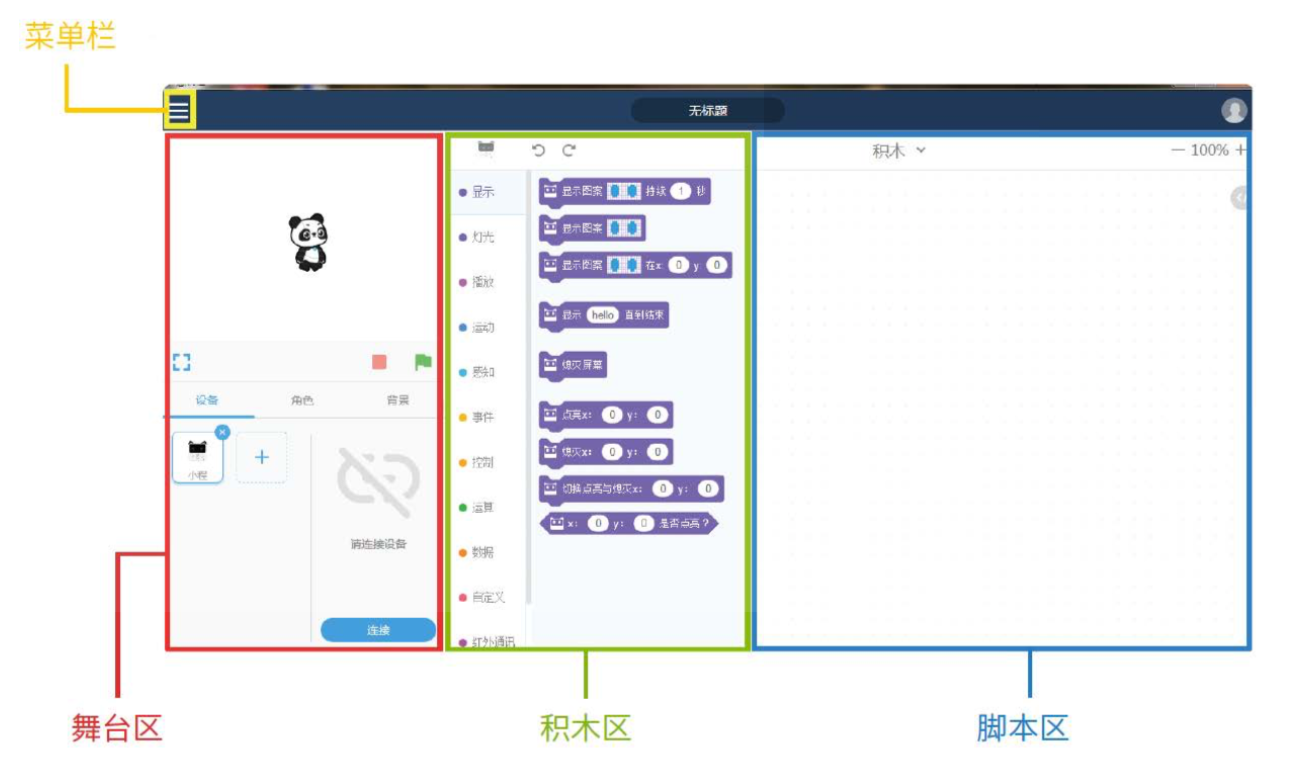 菜单栏
无标题
积木
100%
显示
灯光
播放
运动
感知
事件
控制
运算
数据
自定义
红外通讯
显示图案 持续 1 秒
显示图案
显示图案 在x: 0 y: 0
显示 hello 直到结束
熄灭屏幕
点亮x: 0 y: 0
熄灭x: 0 y: 0
切换点亮与熄灭x: 0 y: 0
x: 0 y: 0 是否点亮?
设备 角色 背景
小程
请连接设备
连接
舞台区
积木区
脚本区